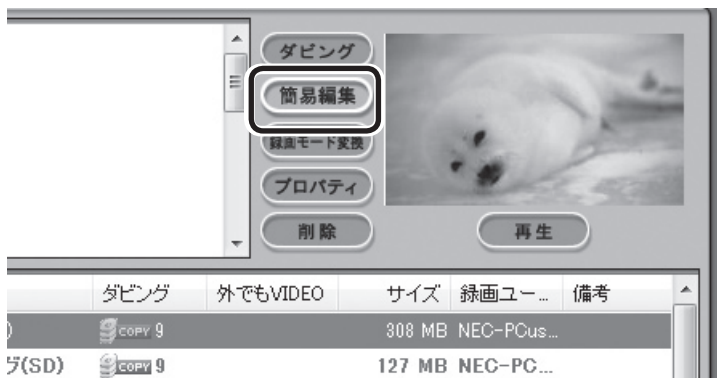 ダビング
簡易編集
録画モード変換
プロパティ
削除
再生
ダビング 外でもVIDEO サイズ 録画ユー... 備考
) COPY 9 308 MB NEC-PCus...
グ(SD) COPY 9 127 MB NEC-PC...